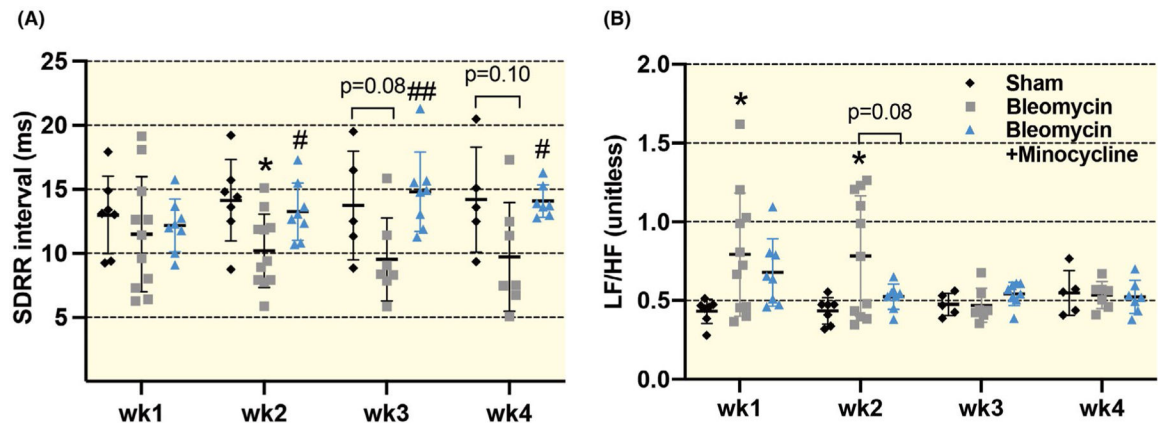 (A)
SDRR interval (ms)
25
20
15
10
5
*
#
p=0.08
##
p=0.10
#
wk1 wk2 wk3 wk4
(B)
LF/HF (unitless)
2.0
1.5
1.0
0.5
0.0
*
*
p=0.08
Sham
Bleomycin
Bleomycin
+Minocycline
wk1 wk2 wk3 wk4